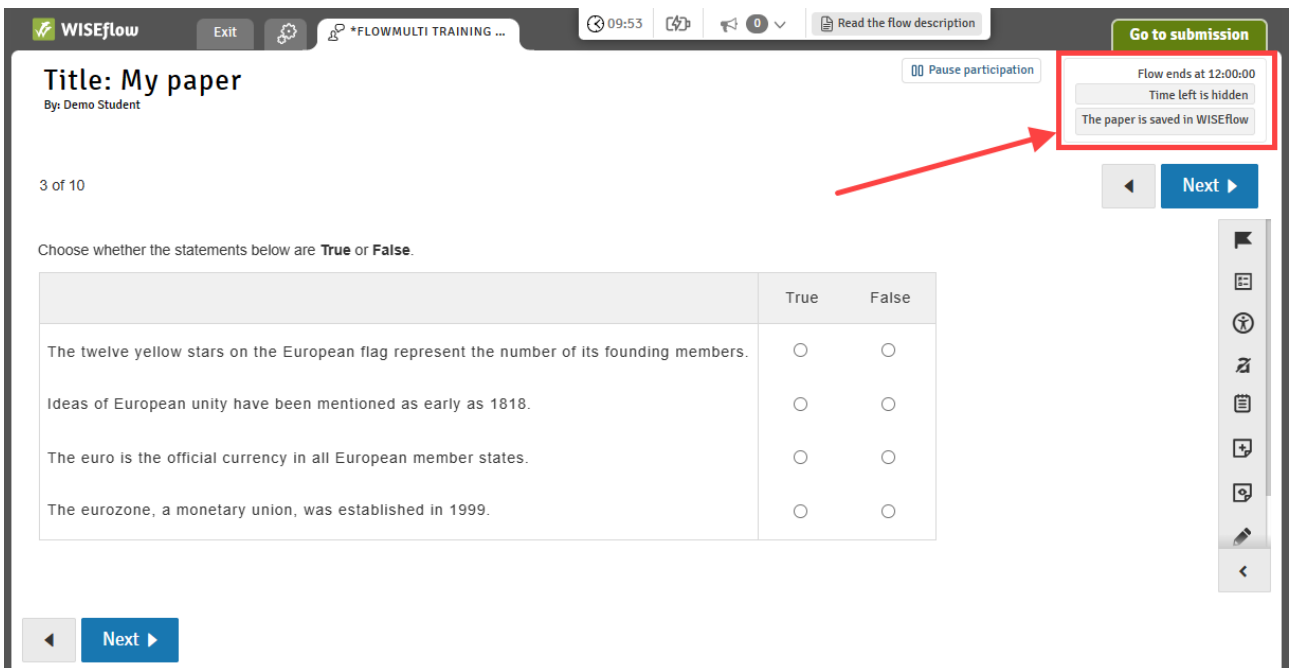 WISEflow
Exit
*FLOWMULTI TRAINING ...
09:53
0
Read the flow description
Go to submission
Title: My paper
By: Demo Student
Pause participation
Flow ends at 12:00:00
Time left is hidden
The paper is saved in WISEflow
3 of 10
Next
Choose whether the statements below are True or False.
True False
The twelve yellow stars on the European flag represent the number of its founding members.
Ideas of European unity have been mentioned as early as 1818.
The euro is the official currency in all European member states.
The eurozone, a monetary union, was established in 1999.
Next